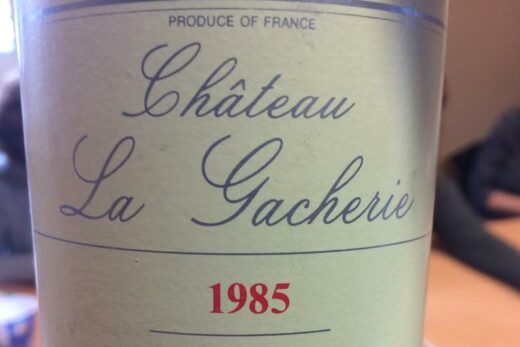 PRODUCE OF FRANCE
Château
La Gacherie
1985